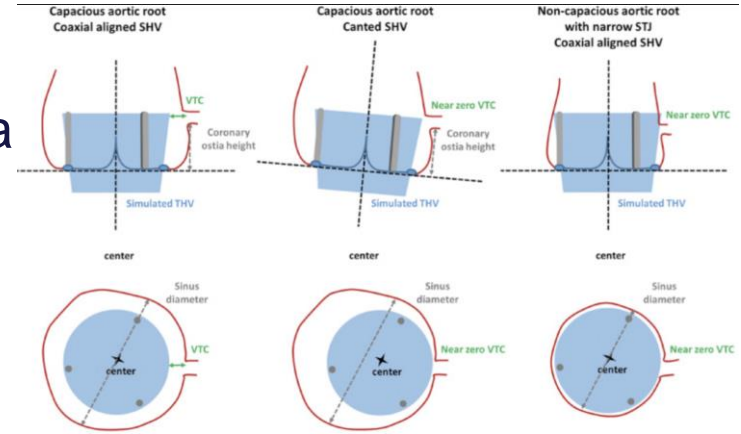 Capacious aortic root
Coaxial aligned SHV
Capacious aortic root
Canted SHV
Non-capacious aortic root
with narrow STJ
Coaxial aligned SHV
a
VTC
Coronary
ostia height
Simulated THV
Near zero VTC
Coronary
ostia height
Simulated THV
Near zero VTC
Simulated THV
center
Sinus
diameter
VTC
center
center
Sinus
diameter
Near zero VTC
center
center
Sinus
diameter
Near zero VTC
center